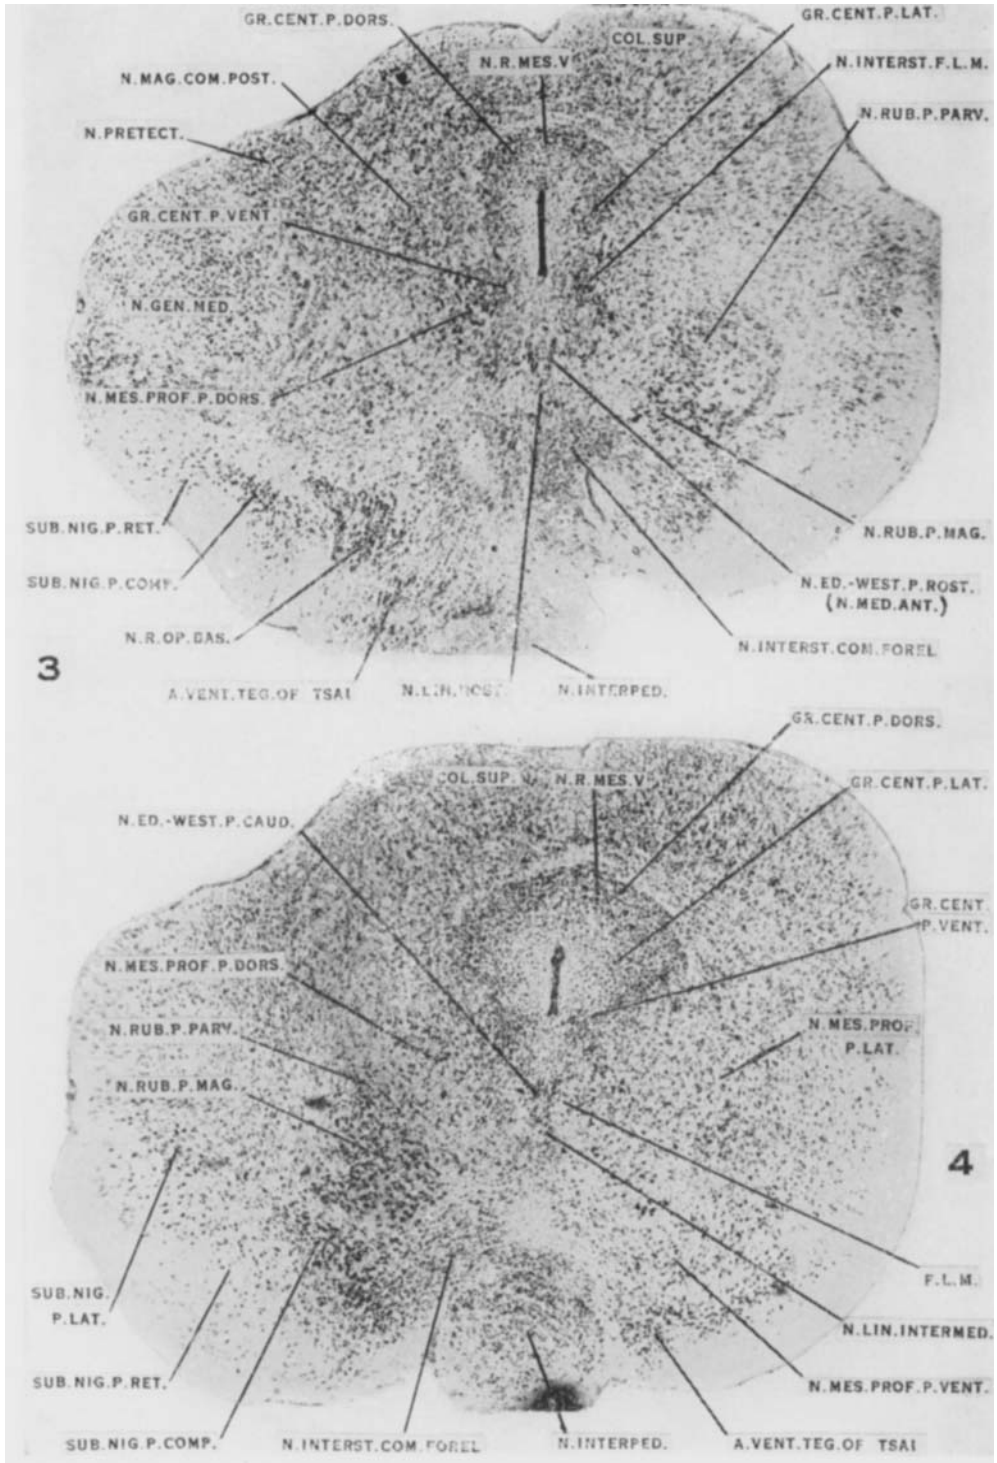 GR.CENT.P.DORS.
GR.CENT.P.LAT.
COL.SUP
N.R.MES.V
N.INTERST.F.L.M.
N.MAG.COM.POST.
N.RUB.P.PARV.
N.PRETECT.
GR.CENT.P.VENT.
N.GEN.MED.
N.MES.PROF.P.DORS.
SUB.NIG.P.RET.
N.RUB.P.MAG.
SUB.NIG.P.COMP.
N.ED.-WEST.P.ROST.
(N.MED.ANT.)
N.R.OP.BAS.
N.INTERST.COM.FOREL
3
A.VENT.TEG.OF TSAI
N.LIN.ROST.
N.INTERPED.
GR.CENT.P.DORS.
COL.SUP.
N.R.MES.V
GR.CENT.P.LAT.
N.ED.-WEST.P.CAUD.
GR.CENT.
P.VENT.
N.MES.PROF.P.DORS.
N.RUB.P.PARV.
N.MES.PROF.
P.LAT.
N.RUB.P.MAG.
4
F.L.M.
SUB.NIG.
P.LAT.
N.LIN.INTERMED.
SUB.NIG.P.RET.
N.MES.PROF.P.VENT.
SUB.NIG.P.COMP.
N.INTERST.COM.FOREL
N.INTERPED.
A.VENT.TEG.OF TSAI